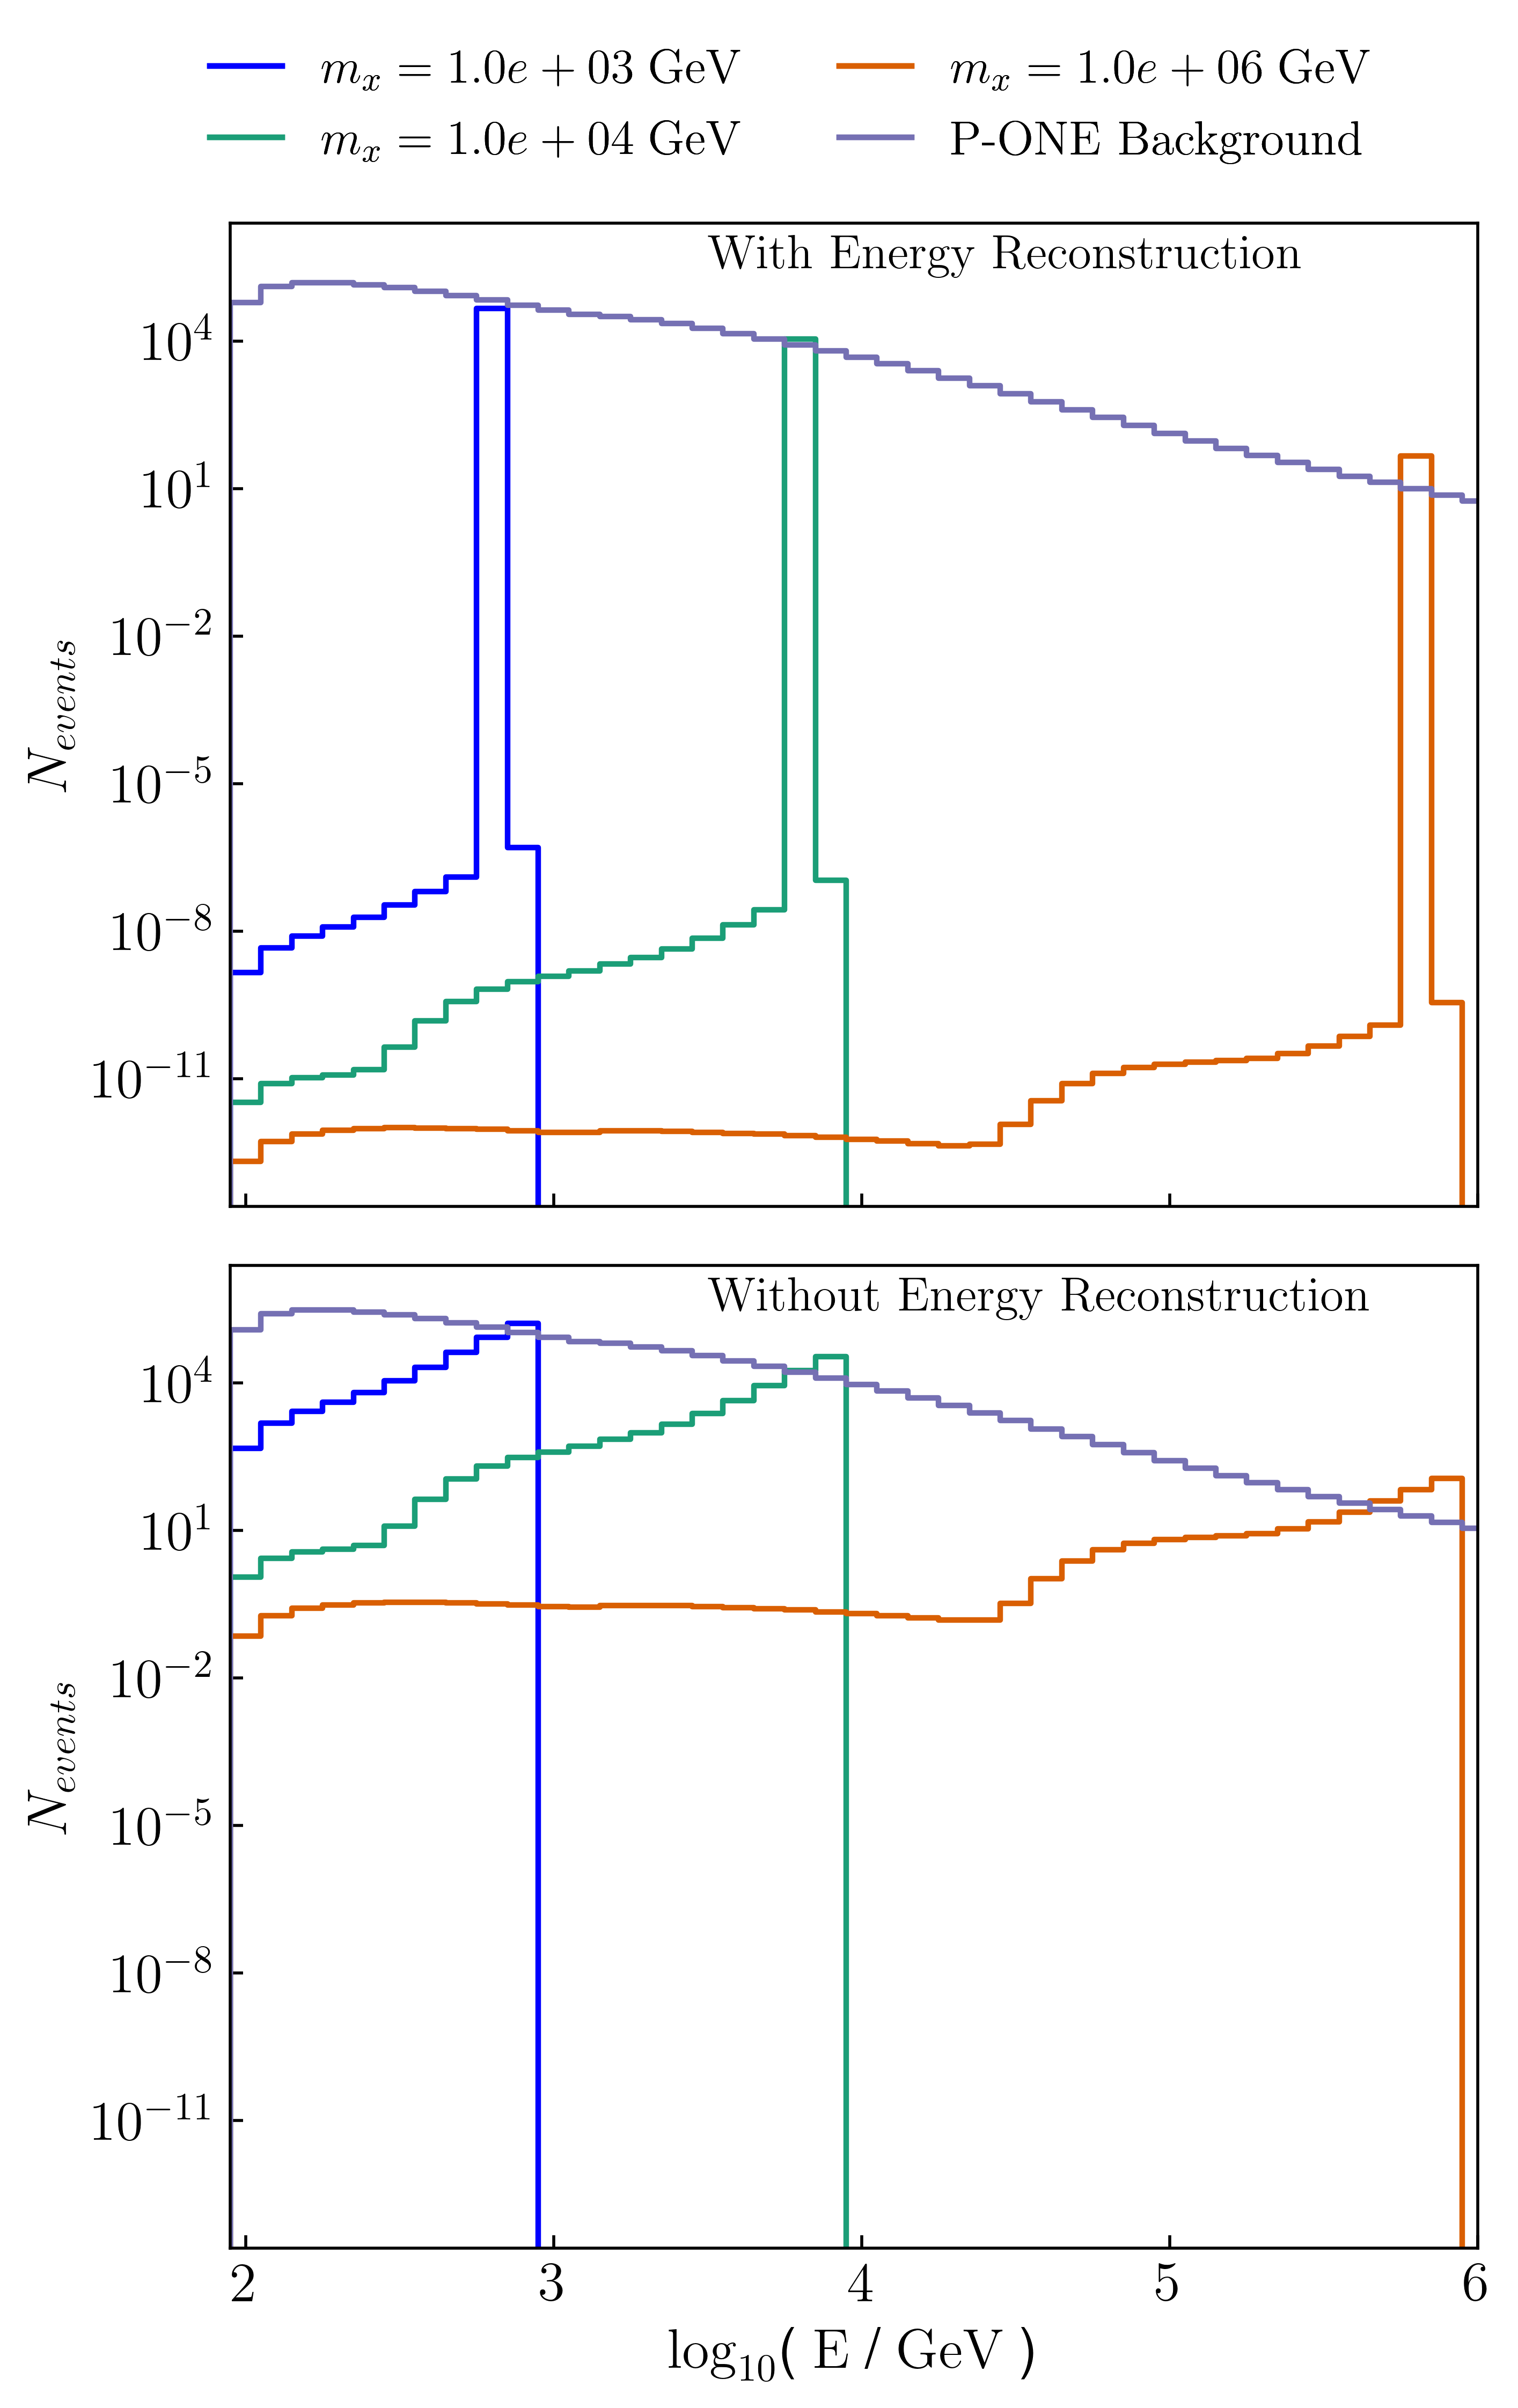 m_x = 1.0e + 03 GeV
m_x = 1.0e + 04 GeV
m_x = 1.0e + 06 GeV
P-ONE Background
With Energy Reconstruction
10^4
10^1
10^−2
10^−5
10^−8
10^−11
N_events
Without Energy Reconstruction
10^4
10^1
10^−2
10^−5
10^−8
10^−11
N_events
2 3 4 5 6
log_10( E / GeV )